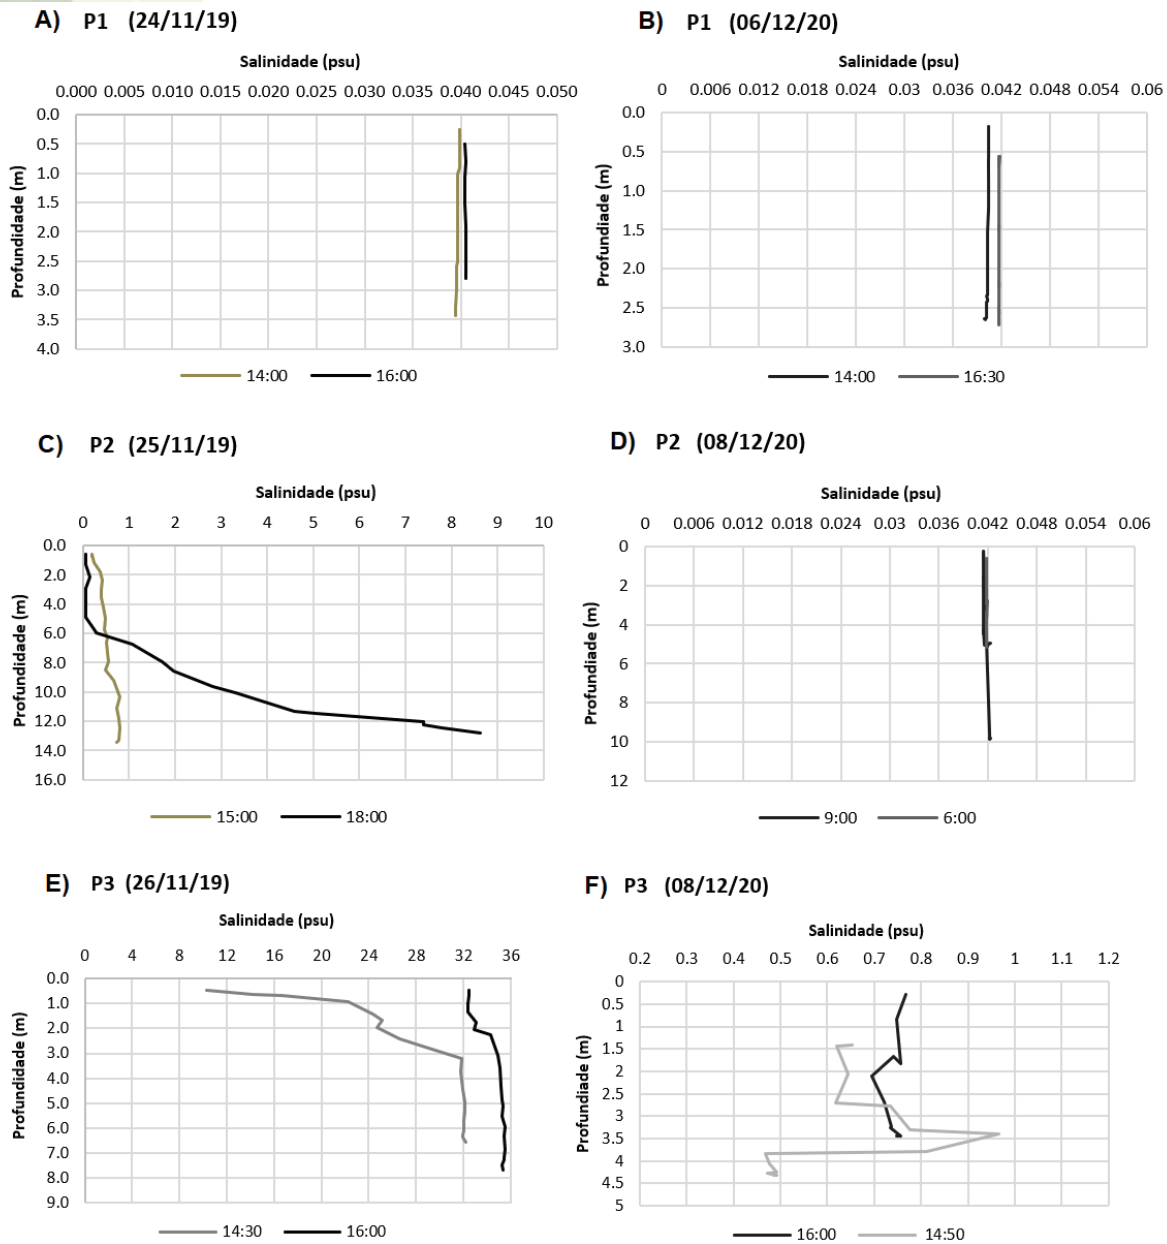 A) P1 (24/11/19)
Salinidade (psu)
0.000 0.005 0.010 0.015 0.020 0.025 0.030 0.035 0.040 0.045 0.050
Profundidade (m)
0.0
0.5
1.0
1.5
2.0
2.5
3.0
3.5
4.0
14:00 16:00
B) P1 (06/12/20)
Salinidade (psu)
0 0.006 0.012 0.018 0.024 0.03 0.036 0.042 0.048 0.054 0.06
Profundiade (m)
0.0
0.5
1.0
1.5
2.0
2.5
3.0
14:00 16:30
C) P2 (25/11/19)
Salinidade (psu)
0 1 2 3 4 5 6 7 8 9 10
Profundidade (m)
0.0
2.0
4.0
6.0
8.0
10.0
12.0
14.0
16.0
15:00 18:00
D) P2 (08/12/20)
Salinidade (psu)
0 0.006 0.012 0.018 0.024 0.03 0.036 0.042 0.048 0.054 0.06
Profundiade (m)
0
2
4
6
8
10
12
9:00 6:00
E) P3 (26/11/19)
Salinidade (psu)
0 4 8 12 16 20 24 28 32 36
Profundidade (m)
0.0
1.0
2.0
3.0
4.0
5.0
6.0
7.0
8.0
9.0
14:30 16:00
F) P3 (08/12/20)
Salinidade (psu)
0.2 0.3 0.4 0.5 0.6 0.7 0.8 0.9 1 1.1 1.2
Profundiade (m)
0
0.5
1
1.5
2
2.5
3
3.5
4
4.5
5
16:00 14:50